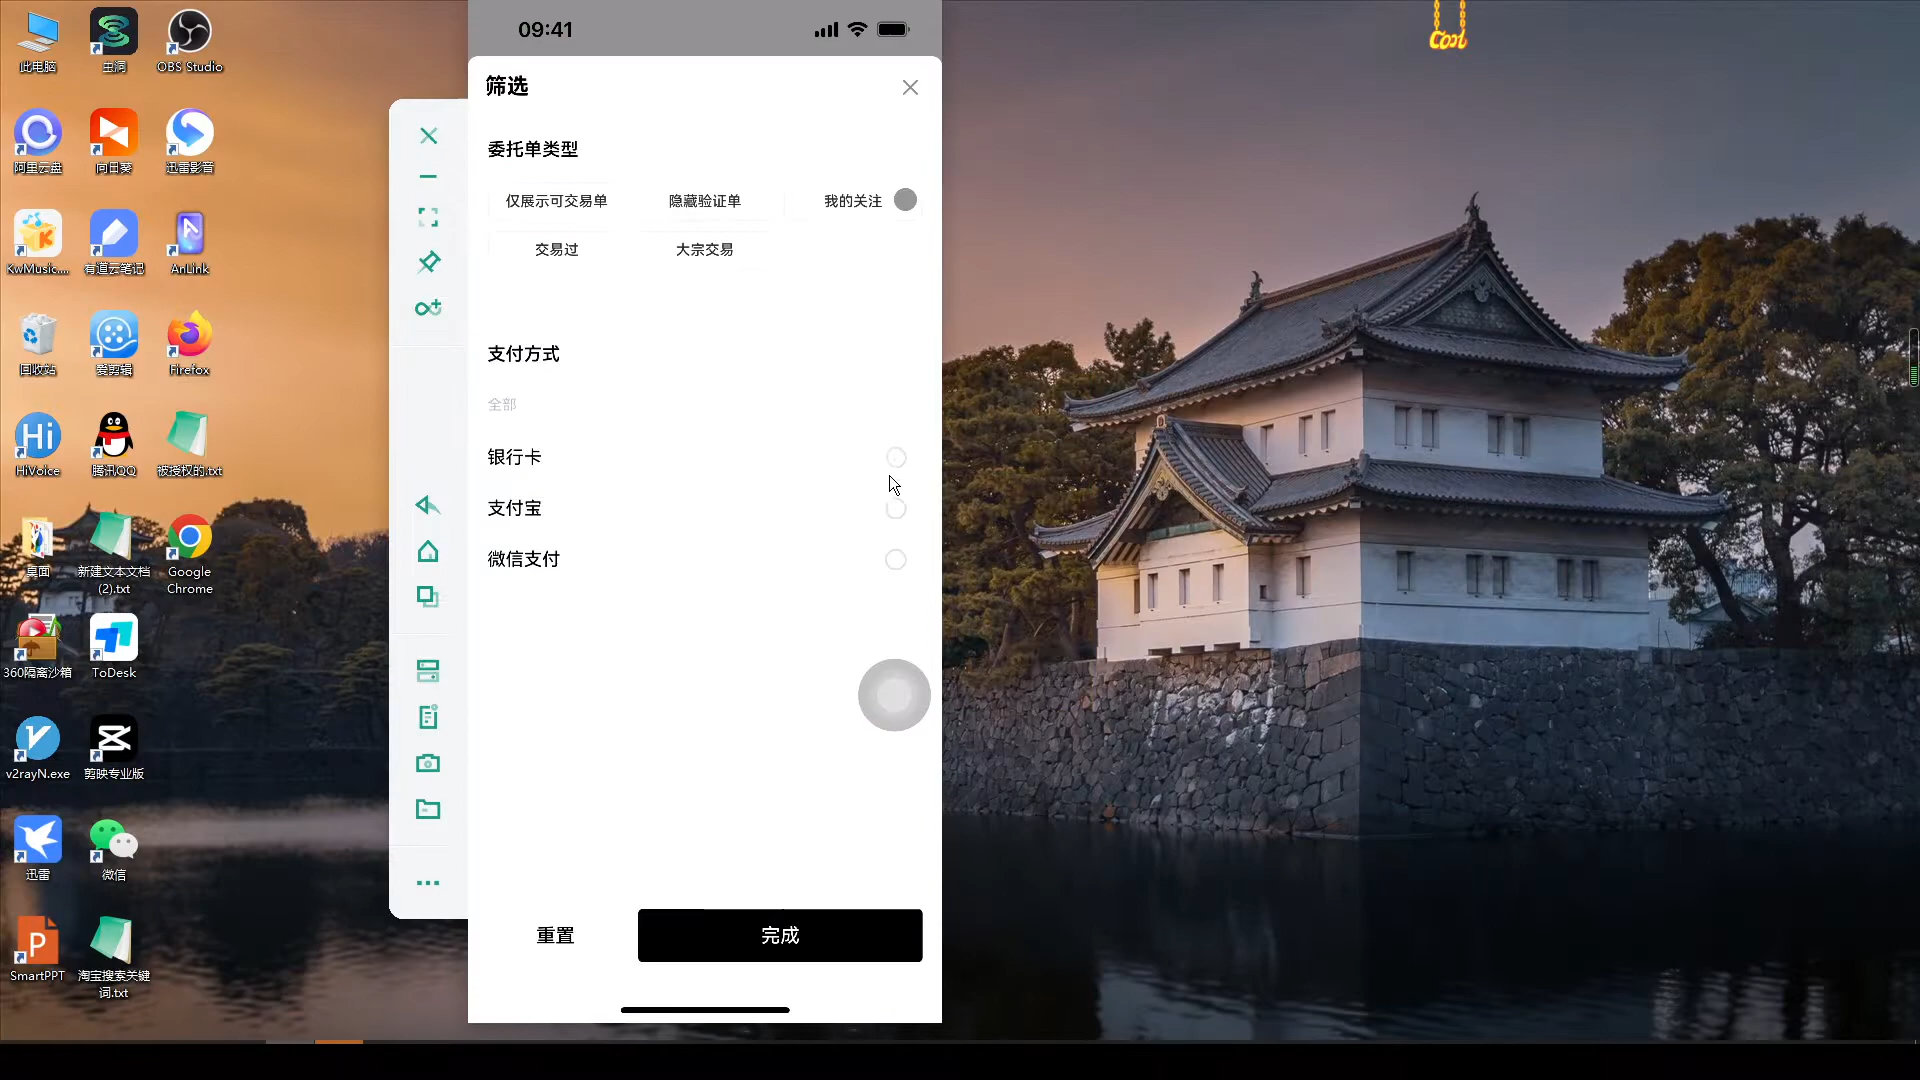 此电脑
虫洞
OBS Studio
阿里云盘
向日葵
迅雷影音
KwMusic....
有道云笔记
AnLink
回收站
爱剪辑
Firefox
HiVoice
腾讯QQ
被授权的.txt
桌面
新建文本文档
(2).txt
Google
Chrome
360隔离沙箱
ToDesk
v2rayN.exe
剪映专业版
迅雷
微信
SmartPPT
淘宝搜索关键
词.txt
Hi
09:41
筛选
委托单类型
仅展示可交易单
隐藏验证单
我的关注
交易过
大宗交易
支付方式
全部
银行卡
支付宝
微信支付
重置
完成
Cool